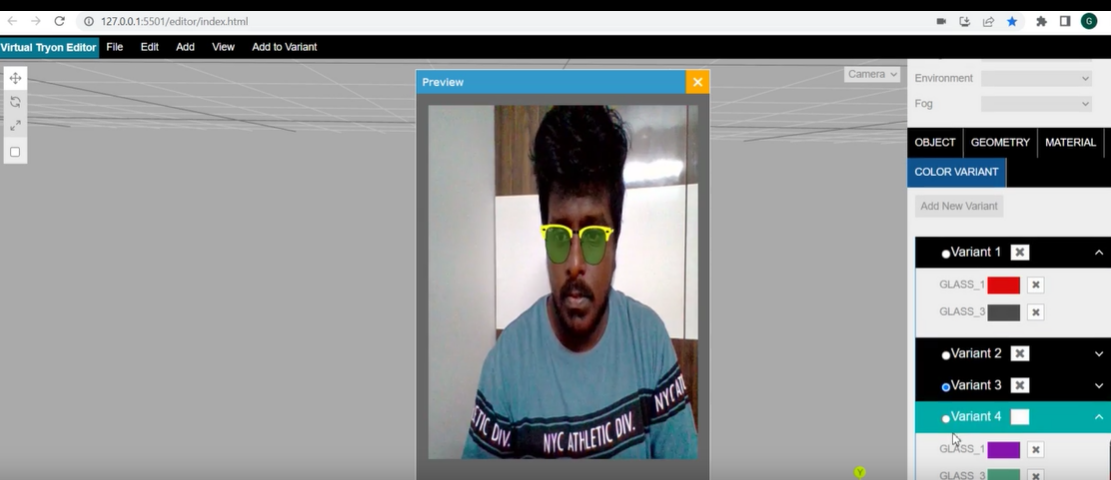 127.0.0.1:5501/editor/index.html
G
Virtual Tryon Editor File Edit Add View Add to Variant
Camera
Preview
NYC ATL
ETIC DIV. NYC ATHLETIC DIV.
Y
Environment
Fog
OBJECT GEOMETRY MATERIAL
COLOR VARIANT
Add New Variant
Variant 1
GLASS_1
GLASS_3
Variant 2
Variant 3
Variant 4
GLASS_1
GLASS_3